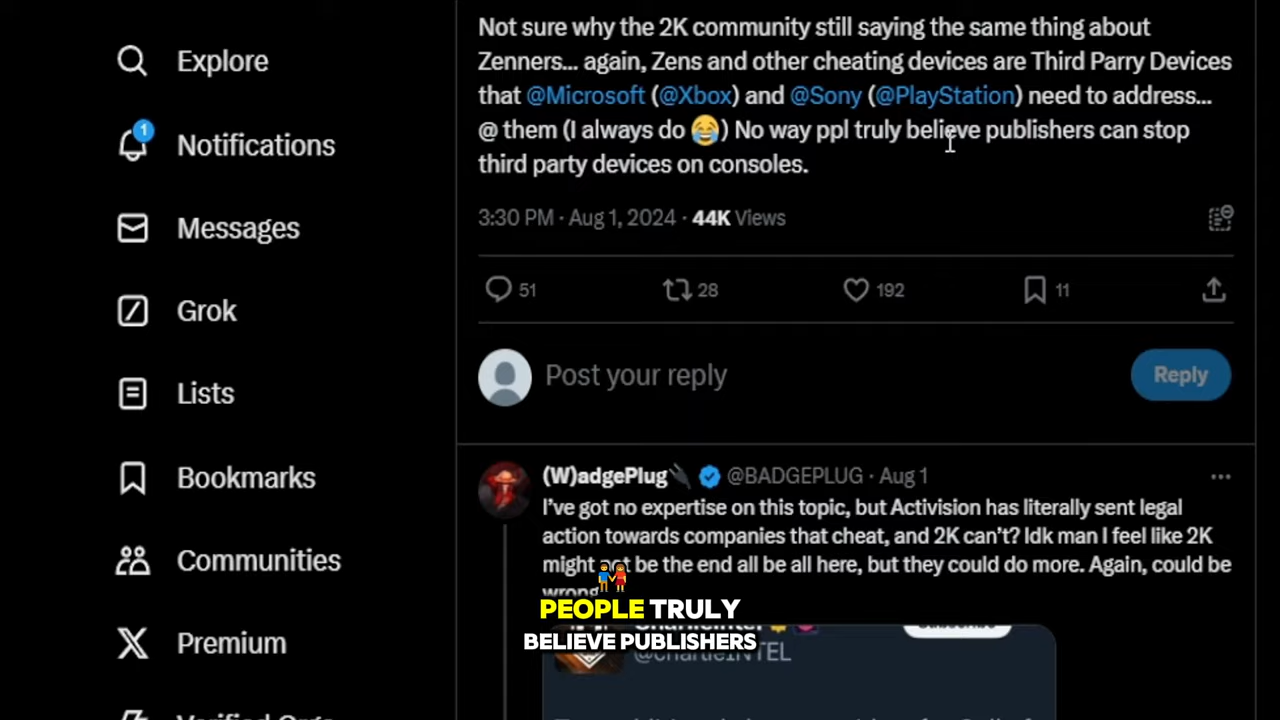 Explore
1
Notifications
Messages
Grok
Lists
Bookmarks
Communities
Premium
Verified Orgs
Not sure why the 2K community still saying the same thing about
Zenners... again, Zens and other cheating devices are Third Parry Devices
that @Microsoft (@Xbox) and @Sony (@PlayStation) need to address...
@ them (I always do 😂) No way ppl truly believe publishers can stop
third party devices on consoles.
3:30 PM · Aug 1, 2024 · 44K Views
51 28 192 11
Post your reply
Reply
(W)adgePlug🔌 @BADGEPLUG · Aug 1
I've got no expertise on this topic, but Activision has literally sent legal
action towards companies that cheat, and 2K can't? Idk man I feel like 2K
might not be the end all be all here, but they could do more. Again, could be
wrong
PEOPLE TRULY
BELIEVE PUBLISHERS
@charlieINTEL